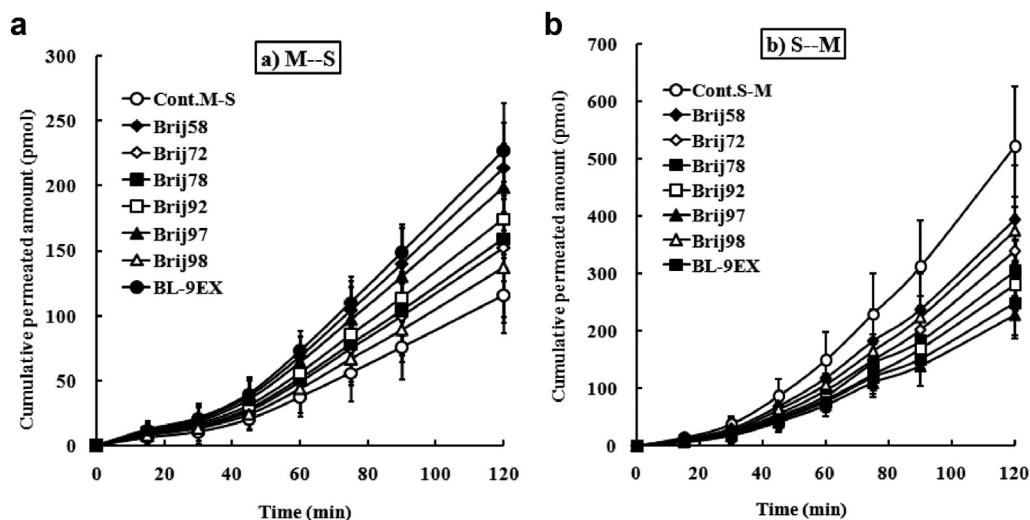 a
a) M--S
Cumulative permeated amount (pmol)
300
250
200
150
100
50
0
Cont.M-S
Brij58
Brij72
Brij78
Brij92
Brij97
Brij98
BL-9EX
0 20 40 60 80 100 120
Time (min)
b
b) S--M
Cumulative permeated amount (pmol)
700
600
500
400
300
200
100
0
Cont.S-M
Brij58
Brij72
Brij78
Brij92
Brij97
Brij98
BL-9EX
0 20 40 60 80 100 120
Time (min)